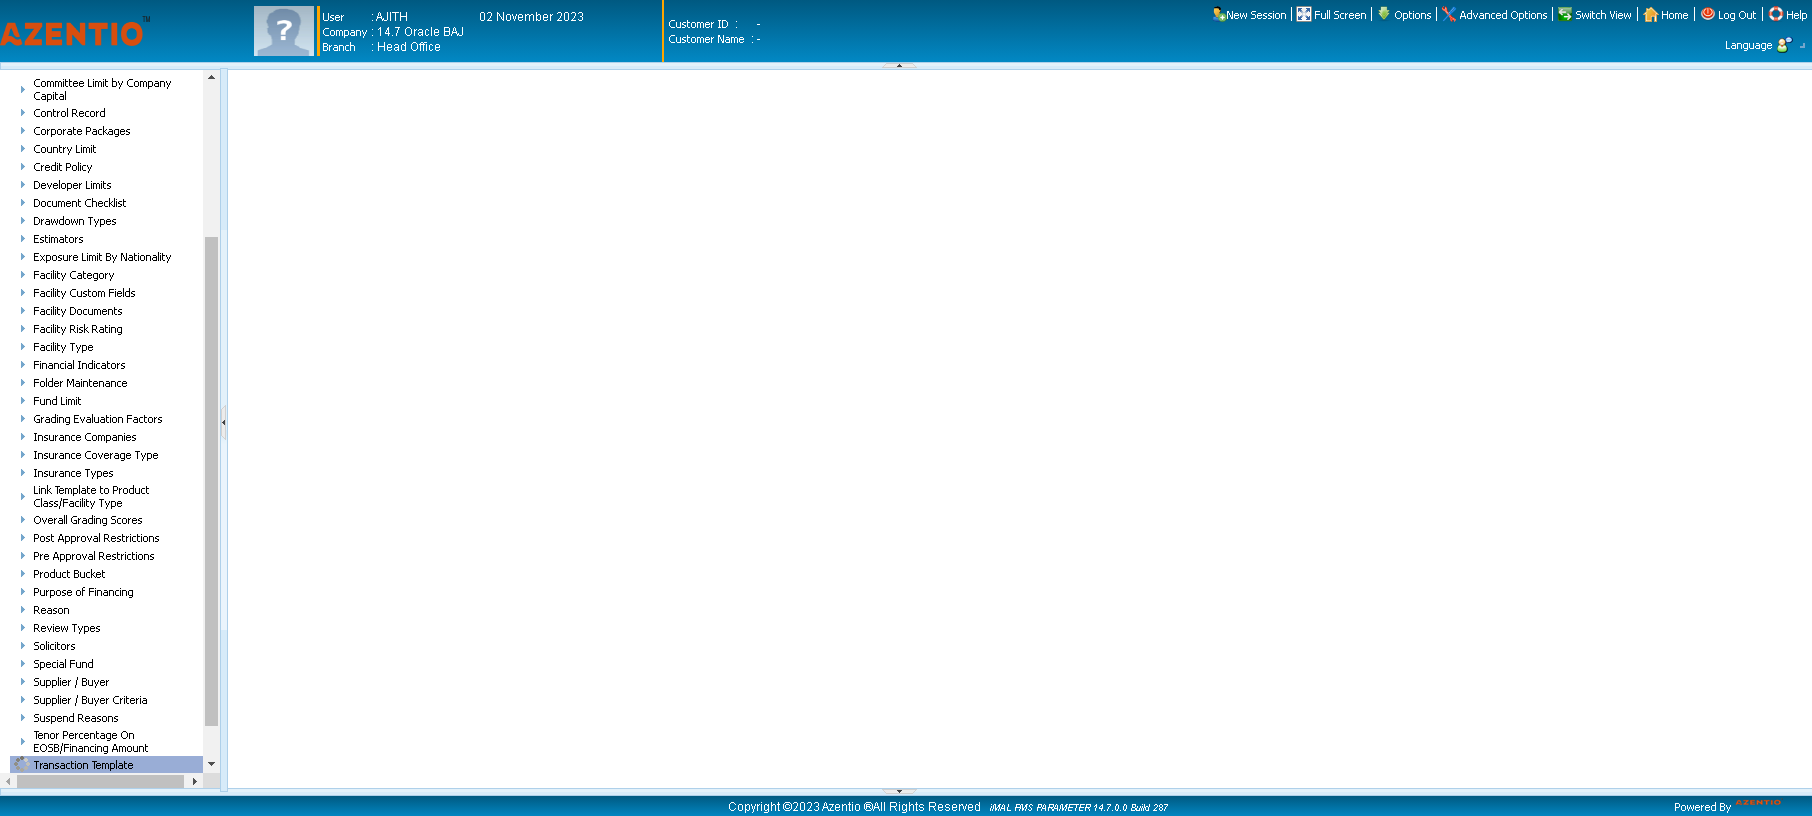 AZENTIO™
User : AJITH 02 November 2023
Company : 14.7 Oracle BAJ
Branch : Head Office
Customer ID : -
Customer Name : -
New Session
Full Screen
Options
Advanced Options
Switch View
Home
Log Out
Help
Language
Committee Limit by Company
Capital
Control Record
Corporate Packages
Country Limit
Credit Policy
Developer Limits
Document Checklist
Drawdown Types
Estimators
Exposure Limit By Nationality
Facility Category
Facility Custom Fields
Facility Documents
Facility Risk Rating
Facility Type
Financial Indicators
Folder Maintenance
Fund Limit
Grading Evaluation Factors
Insurance Companies
Insurance Coverage Type
Insurance Types
Link Template to Product
Class/Facility Type
Overall Grading Scores
Post Approval Restrictions
Pre Approval Restrictions
Product Bucket
Purpose of Financing
Reason
Review Types
Solicitors
Special Fund
Supplier / Buyer
Supplier / Buyer Criteria
Suspend Reasons
Tenor Percentage On
EOSB/Financing Amount
Transaction Template
Copyright ©2023 Azentio ®All Rights Reserved iMAL FMS PARAMETER 14.7.0.0 Build 287
Powered By AZENTIO